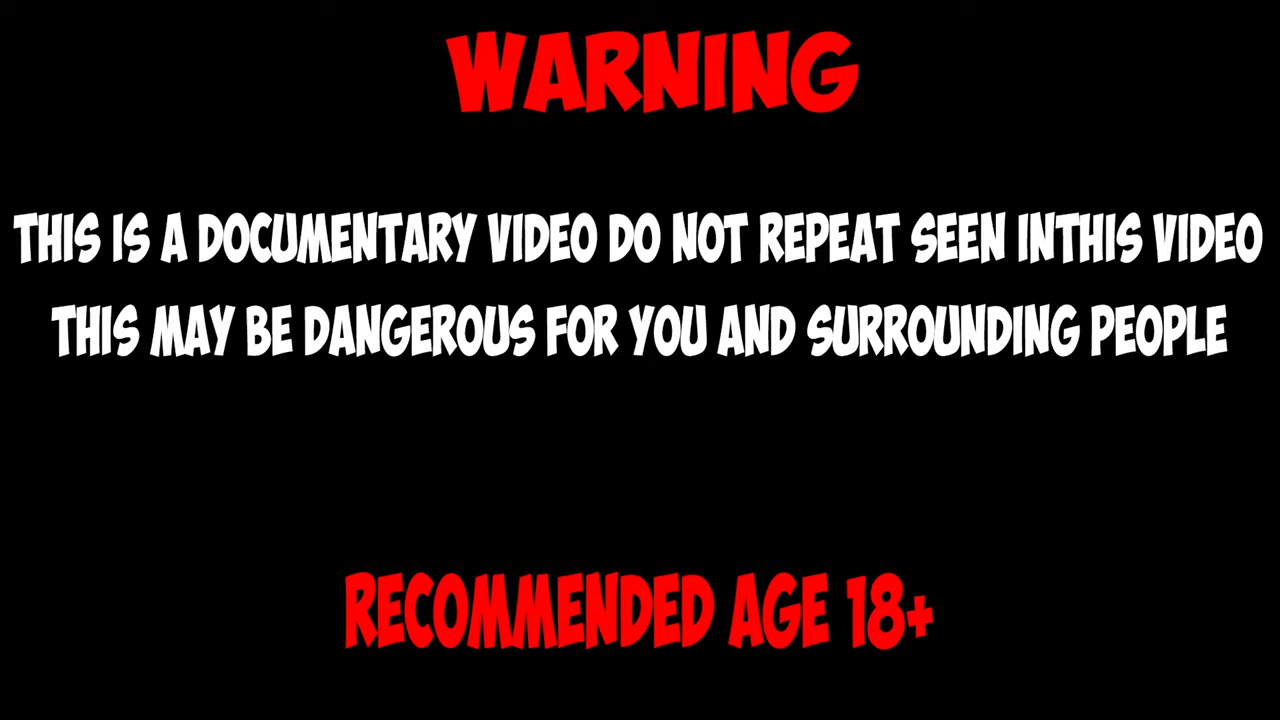 WARNING
THIS IS A DOCUMENTARY VIDEO DO NOT REPEAT SEEN INTHIS VIDEO
THIS MAY BE DANGEROUS FOR YOU AND SURROUNDING PEOPLE
RECOMMENDED AGE 18+